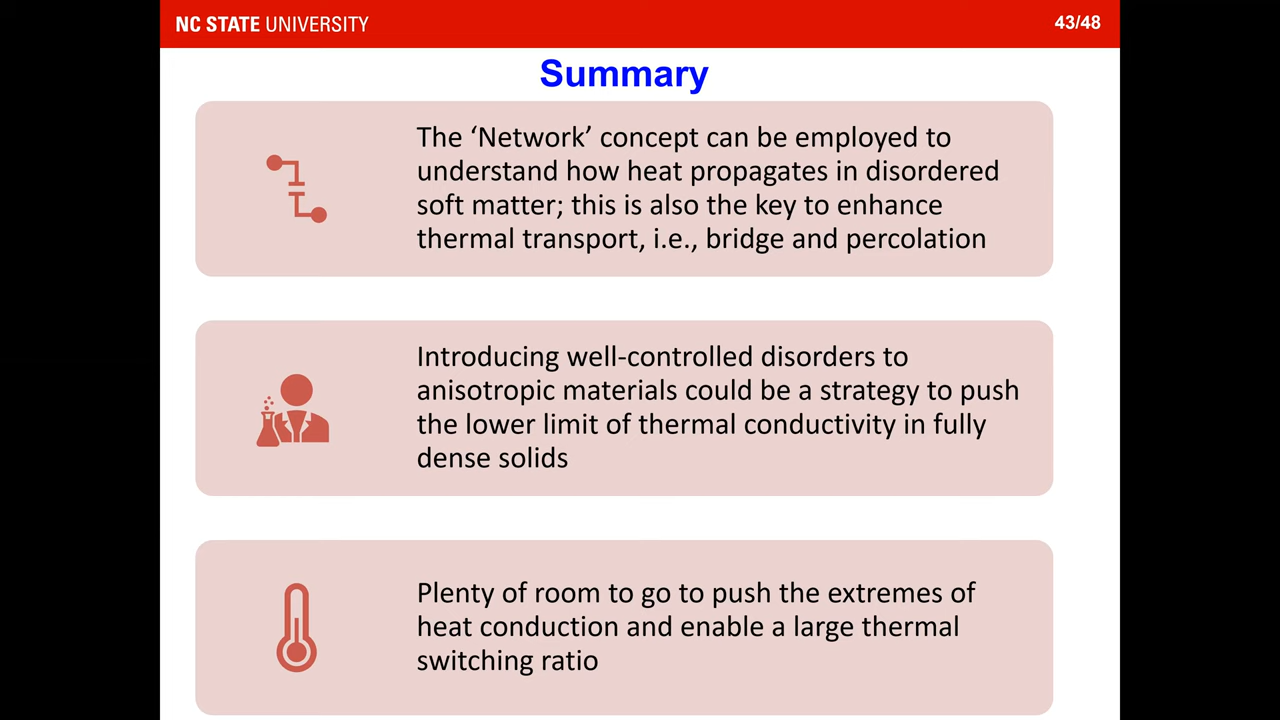 NC STATE UNIVERSITY
43/48
Summary
The ‘Network’ concept can be employed to
understand how heat propagates in disordered
soft matter; this is also the key to enhance
thermal transport, i.e., bridge and percolation
Introducing well-controlled disorders to
anisotropic materials could be a strategy to push
the lower limit of thermal conductivity in fully
dense solids
Plenty of room to go to push the extremes of
heat conduction and enable a large thermal
switching ratio